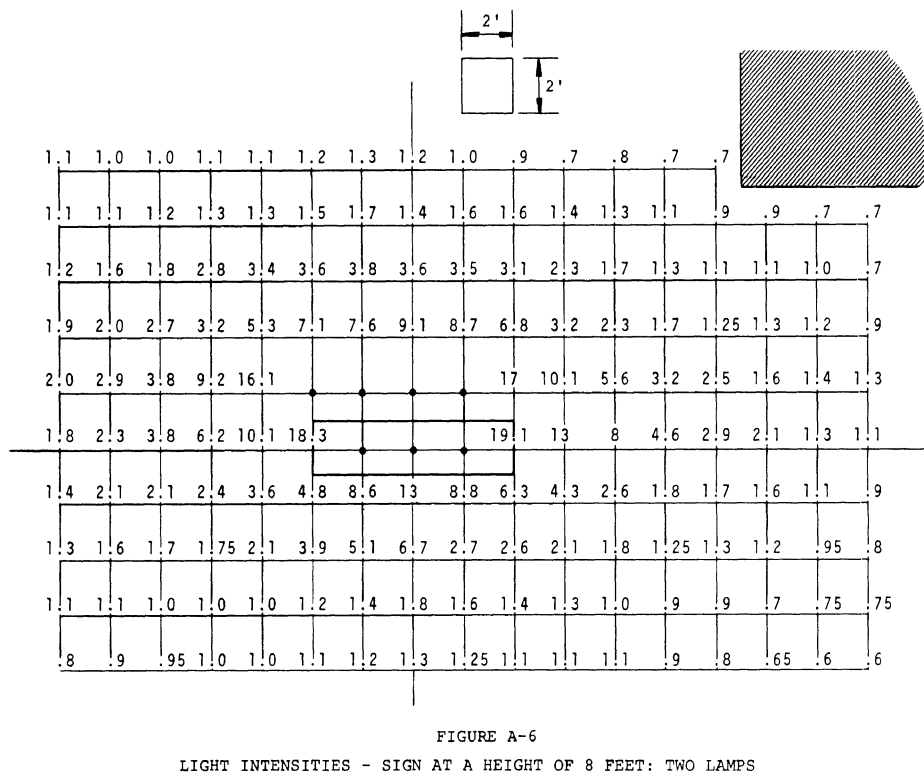 2'
2'
1.1 1.0 1.0 1.1 1.1 1.2 1.3 1.2 1.0 .9 .7 .8 .7 .7
1.1 1.1 1.2 1.3 1.3 1.5 1.7 1.4 1.6 1.6 1.4 1.3 1.1 .9 .9 .7 .7
1.2 1.6 1.8 2.8 3.4 3.6 3.8 3.6 3.5 3.1 2.3 1.7 1.3 1.1 1.1 1.0 .7
1.9 2.0 2.7 3.2 5.3 7.1 7.6 9.1 8.7 6.8 3.2 2.3 1.7 1.25 1.3 1.2 .9
2.0 2.9 3.8 9.2 16.1 17 10.1 5.6 3.2 2.5 1.6 1.4 1.3
1.8 2.3 3.8 6.2 10.1 18.3 19.1 13 8 4.6 2.9 2.1 1.3 1.1
1.4 2.1 2.1 2.4 3.6 4.8 8.6 13 8.8 6.3 4.3 2.6 1.8 1.7 1.6 1.1 .9
1.3 1.6 1.7 1.75 2.1 3.9 5.1 6.7 2.7 2.6 2.1 1.8 1.25 1.3 1.2 .95 .8
1.1 1.1 1.0 1.0 1.0 1.2 1.4 1.8 1.6 1.4 1.3 1.0 .9 .9 .7 .75 .75
.8 .9 .95 1.0 1.0 1.1 1.2 1.3 1.25 1.1 1.1 1.1 .9 .8 .65 .6 .6
FIGURE A-6
LIGHT INTENSITIES - SIGN AT A HEIGHT OF 8 FEET: TWO LAMPS